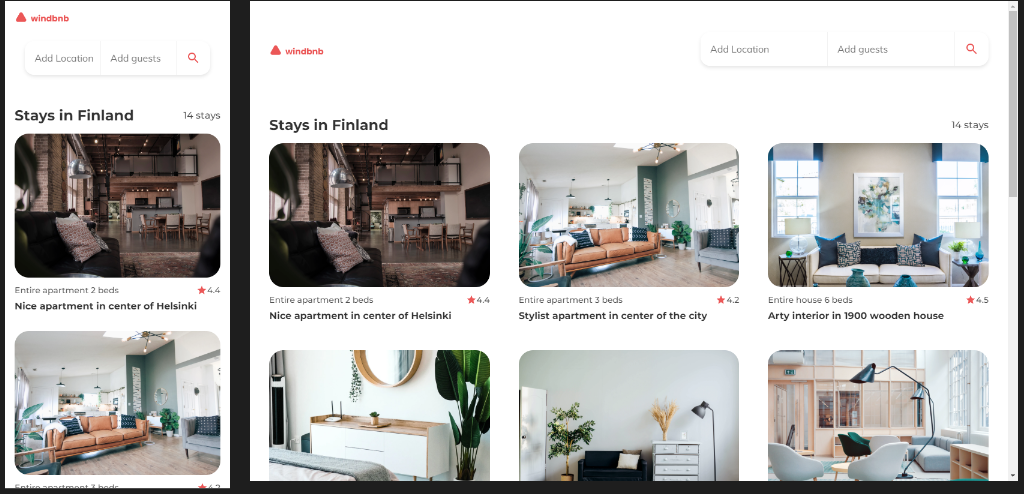 windbnb
Add Location Add guests
Stays in Finland 14 stays
Entire apartment 2 beds 4.4
Nice apartment in center of Helsinki
Entire apartment 3 beds 4.2
windbnb
Add Location Add guests
Stays in Finland 14 stays
Entire apartment 2 beds 4.4
Nice apartment in center of Helsinki
Entire apartment 3 beds 4.2
Stylist apartment in center of the city
Entire house 6 beds 4.5
Arty interior in 1900 wooden house